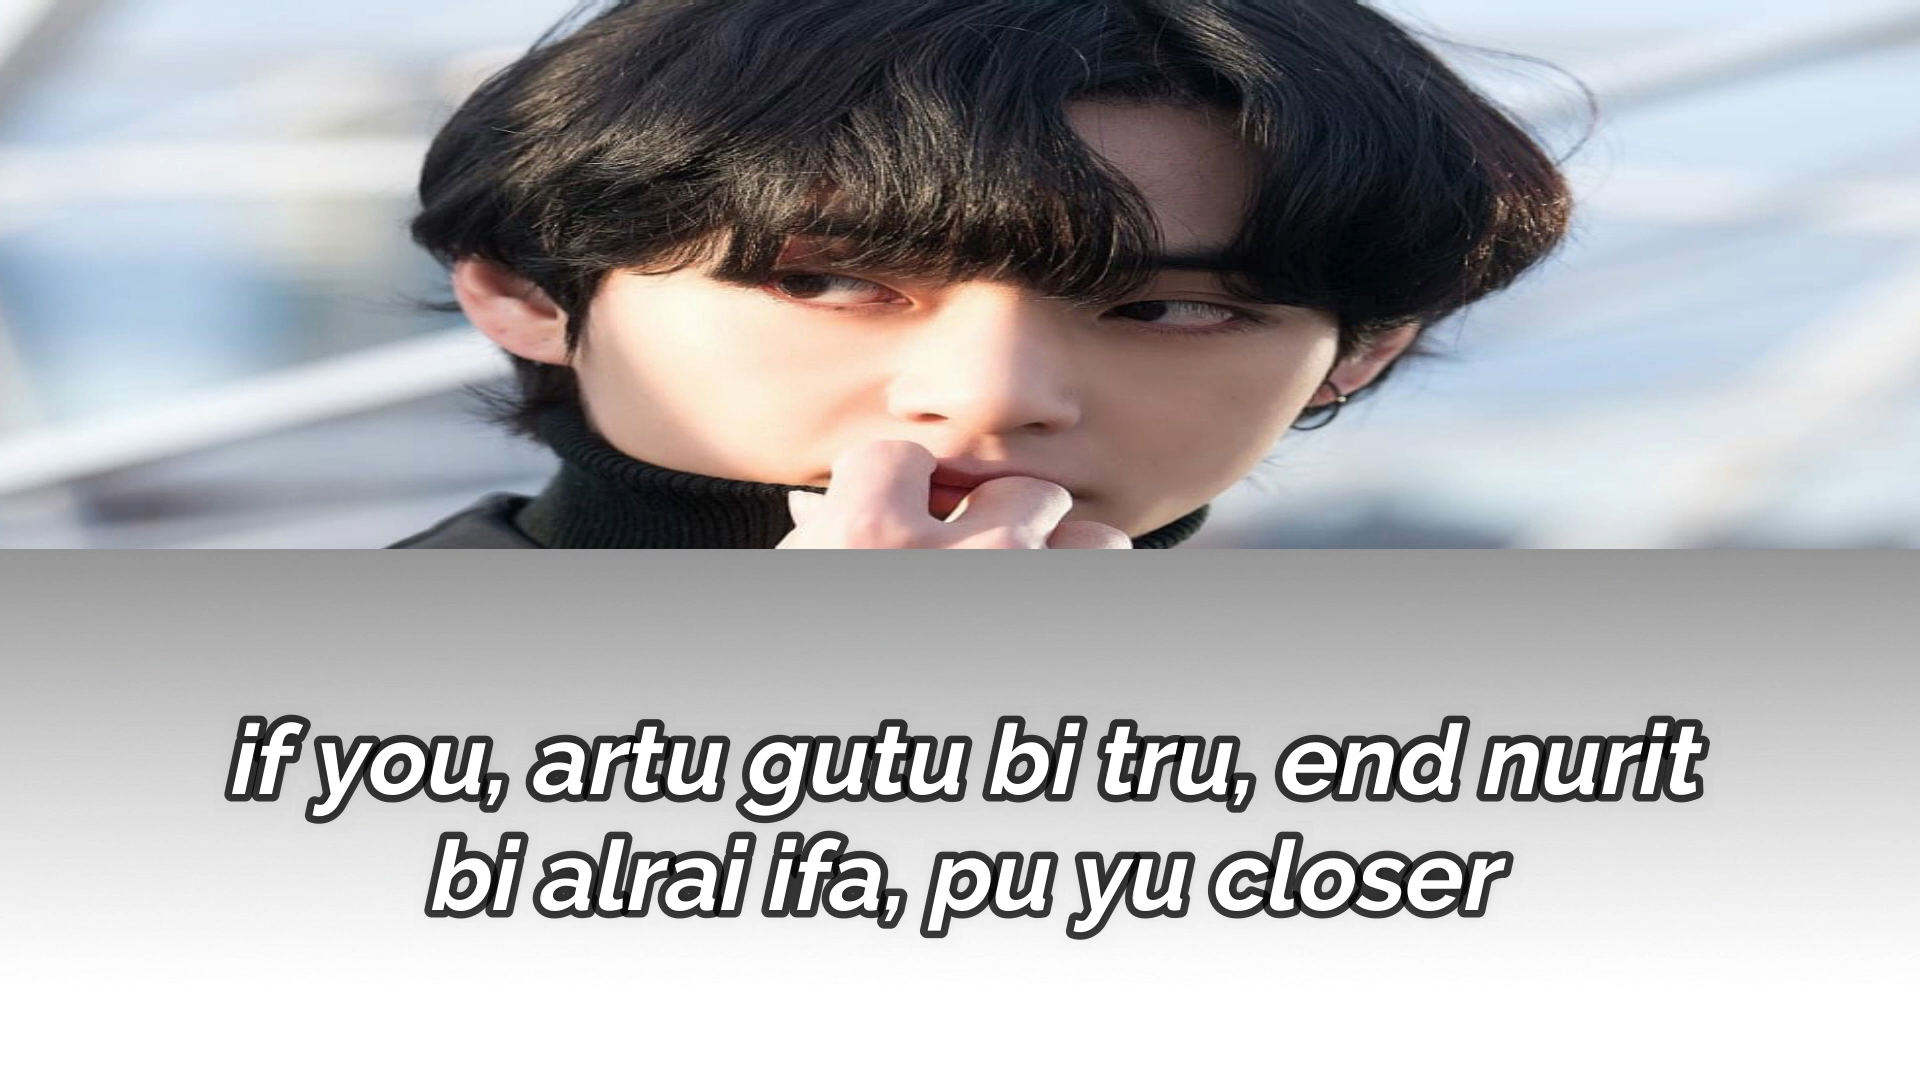 if you, artu gutu bi tru, end nurit
bi alrai ifa, pu yu closer